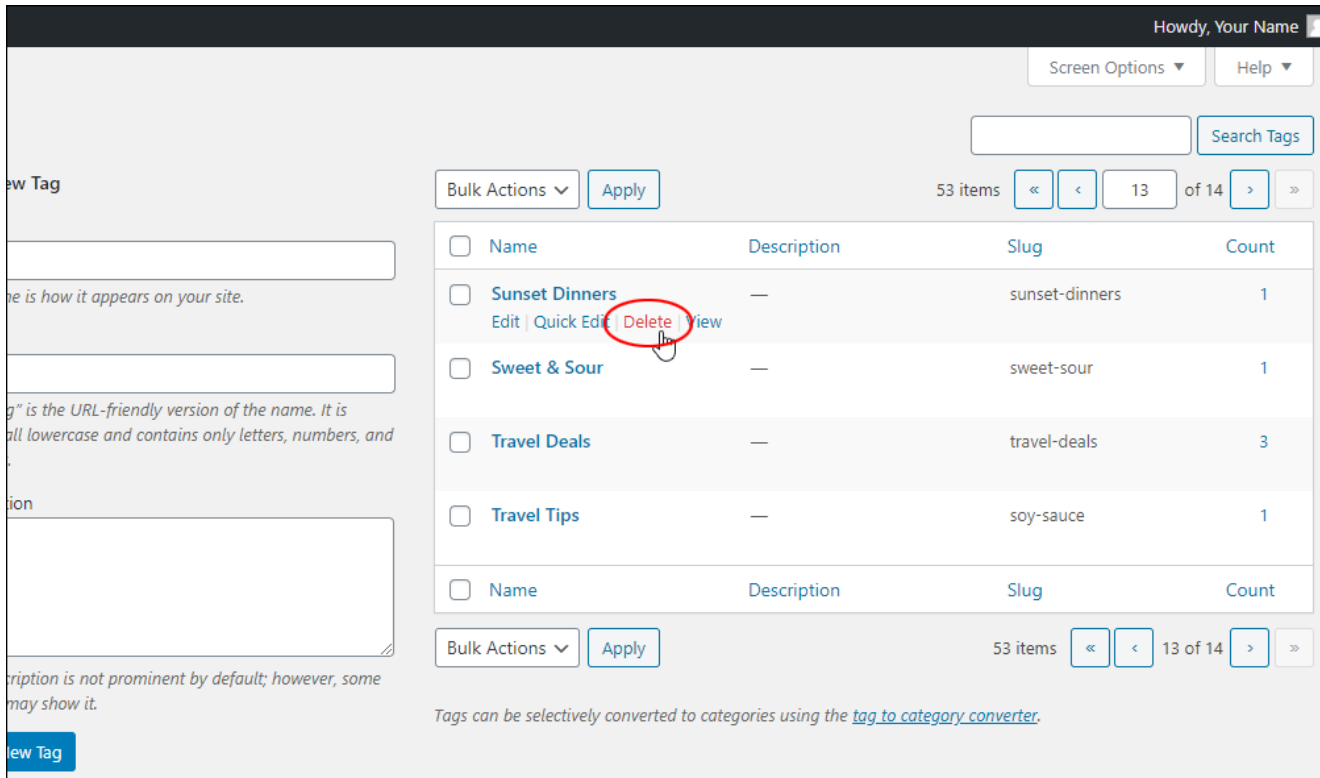 Howdy, Your Name
Screen Options ▼ Help ▼
Search Tags
ew Tag
Bulk Actions Apply 53 items « ‹ 13 of 14 › »
Name Description Slug Count
Sunset Dinners — sunset-dinners 1
Edit | Quick Edit | Delete | View
ne is how it appears on your site.
Sweet & Sour — sweet-sour 1
g” is the URL-friendly version of the name. It is
all lowercase and contains only letters, numbers, and
Travel Deals — travel-deals 3
tion
Travel Tips — soy-sauce 1
Name Description Slug Count
Bulk Actions Apply 53 items « ‹ 13 of 14 › »
cription is not prominent by default; however, some
may show it.
Tags can be selectively converted to categories using the tag to category converter.
New Tag